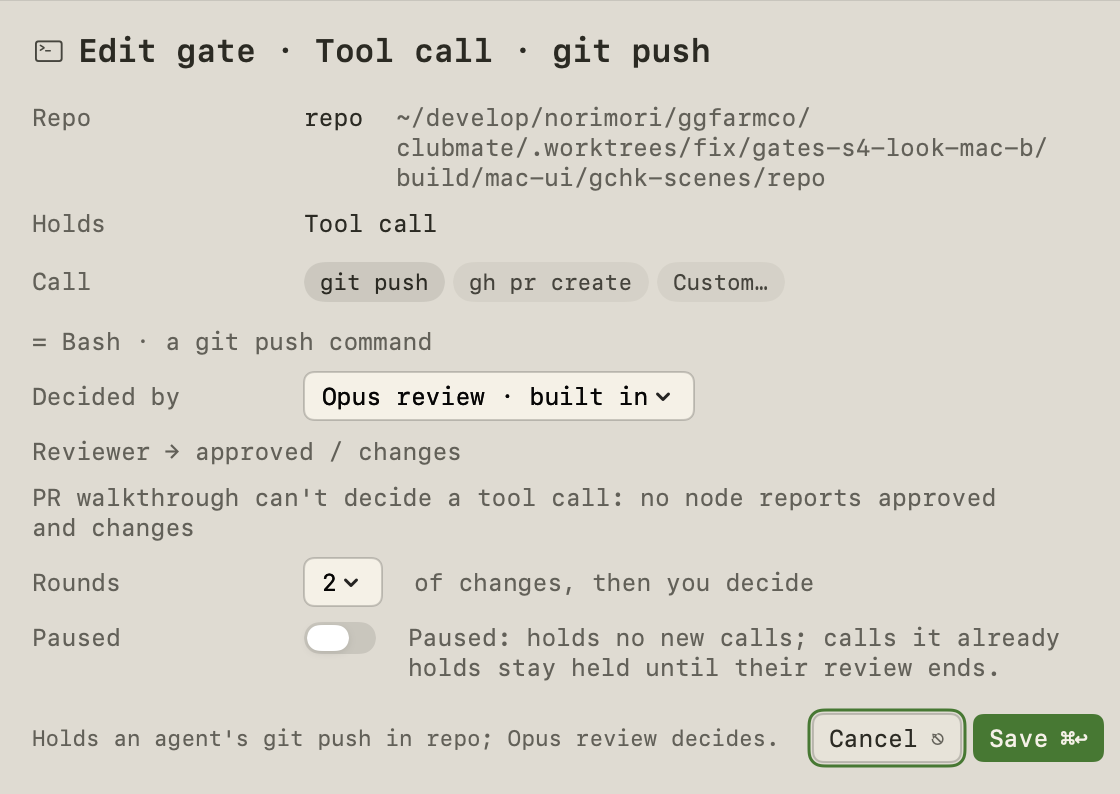 Edit gate · Tool call · git push
Repo repo ~/develop/norimori/ggfarmco/
clubmate/.worktrees/fix/gates-s4-look-mac-b/
build/mac-ui/gchk-scenes/repo
Holds Tool call
Call git push gh pr create Custom…
= Bash · a git push command
Decided by Opus review · built in
Reviewer → approved / changes
PR walkthrough can't decide a tool call: no node reports approved
and changes
Rounds 2 of changes, then you decide
Paused Paused: holds no new calls; calls it already
holds stay held until their review ends.
Holds an agent's git push in repo; Opus review decides. Cancel ⎋ Save ⌘↩